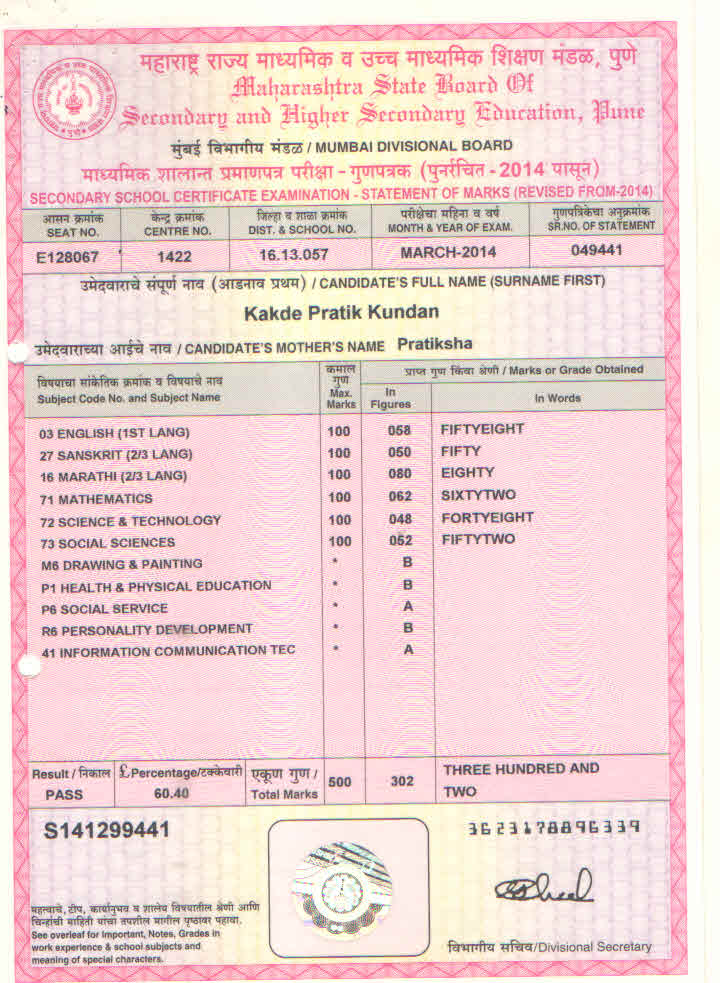 महाराष्ट्र राज्य माध्यमिक व उच्च माध्यमिक शिक्षण मंडळ, पुणे
Maharashtra State Board Of
Secondary and Higher Secondary Education, Pune
मुंबई विभागीय मंडळ / MUMBAI DIVISIONAL BOARD
माध्यमिक शालान्त प्रमाणपत्र परीक्षा - गुणपत्रक (पुनर्रचित - 2014 पासून)
SECONDARY SCHOOL CERTIFICATE EXAMINATION - STATEMENT OF MARKS (REVISED FROM-2014)
आसन क्रमांक केन्द्र क्रमांक जिल्हा व शाळा क्रमांक परीक्षेचा महिना व वर्ष गुणपत्रिकेचा अनुक्रमांक
SEAT NO. CENTRE NO. DIST. & SCHOOL NO. MONTH & YEAR OF EXAM. SR.NO. OF STATEMENT
E128067 1422 16.13.057 MARCH-2014 049441
उमेदवाराचे संपूर्ण नाव (आडनाव प्रथम) / CANDIDATE'S FULL NAME (SURNAME FIRST)
Kakde Pratik Kundan
उमेदवाराच्या आईचे नाव / CANDIDATE'S MOTHER'S NAME Pratiksha
विषयाचा सांकेतिक क्रमांक व विषयाचे नाव
Subject Code No. and Subject Name
कमाल
गुण
Max.
Marks
प्राप्त गुण किंवा श्रेणी / Marks or Grade Obtained
In
Figures
In Words
03 ENGLISH (1ST LANG) 100 058 FIFTYEIGHT
27 SANSKRIT (2/3 LANG) 100 050 FIFTY
16 MARATHI (2/3 LANG) 100 080 EIGHTY
71 MATHEMATICS 100 062 SIXTYTWO
72 SCIENCE & TECHNOLOGY 100 048 FORTYEIGHT
73 SOCIAL SCIENCES 100 052 FIFTYTWO
M6 DRAWING & PAINTING * B
P1 HEALTH & PHYSICAL EDUCATION * B
P6 SOCIAL SERVICE * A
R6 PERSONALITY DEVELOPMENT * B
41 INFORMATION COMMUNICATION TEC * A
Result / निकाल £Percentage/टक्केवारी एकूण गुण / 500 302 THREE HUNDRED AND
PASS 60.40 Total Marks TWO
S141299441
3623178896339
महत्वाचे, टीप, कार्यानुभव व शालेय विषयातील श्रेणी आणि
चिन्हांची माहिती यांचा तपशील मागील पृष्ठावर पहावा.
See overleaf for Important, Notes, Grades in
work experience & school subjects and
meaning of special characters.
विभागीय सचिव/Divisional Secretary